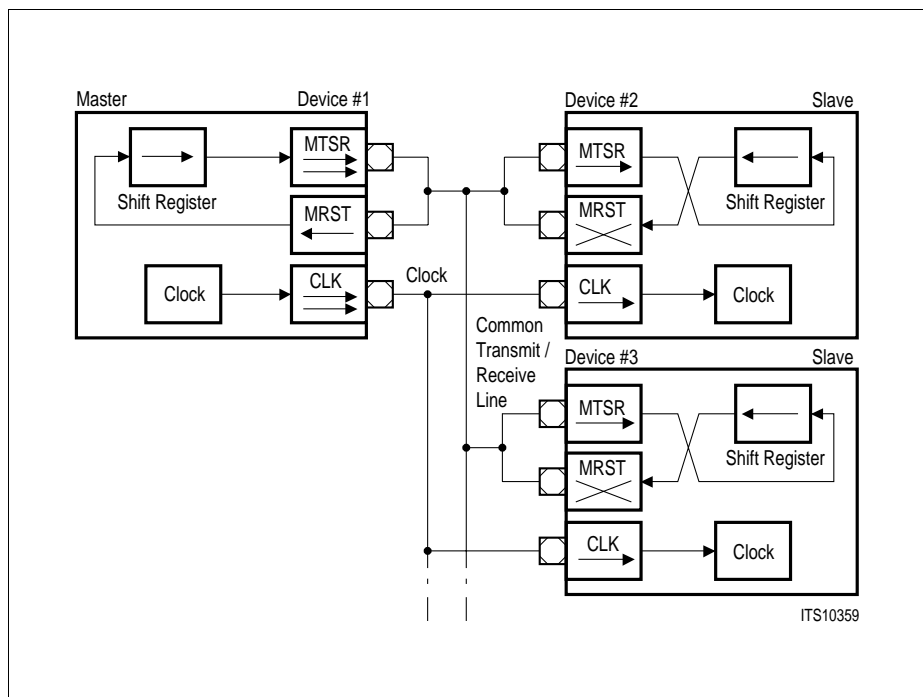 Master Device #1
MTSR
Shift Register
MRST
Clock
CLK
Clock
Common
Transmit /
Receive
Line
Device #2 Slave
MTSR
Shift Register
MRST
CLK
Clock
Device #3 Slave
MTSR
Shift Register
MRST
CLK
Clock
ITS10359